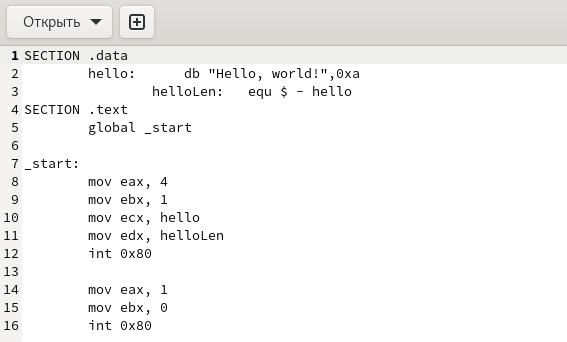 Открыть
1 SECTION .data
2         hello:      db "Hello, world!",0xa
3                 helloLen:   equ $ - hello
4 SECTION .text
5         global _start
6
7 _start:
8         mov eax, 4
9         mov ebx, 1
10         mov ecx, hello
11         mov edx, helloLen
12         int 0x80
13
14         mov eax, 1
15         mov ebx, 0
16         int 0x80